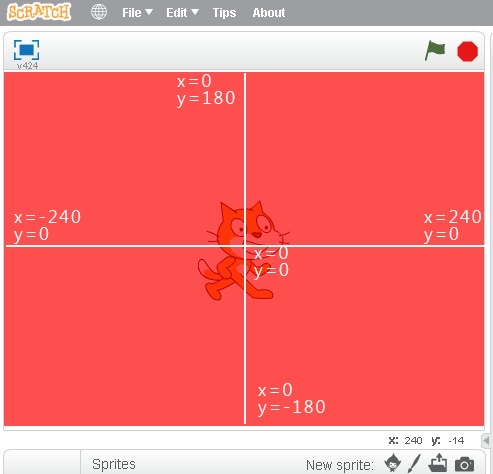 SCRATCH File Edit Tips About
v424
x=0
y=180
x=-240
y=0
x=240
y=0
x=0
y=0
x=0
y=-180
x: 240 y: -14
Sprites New sprite: